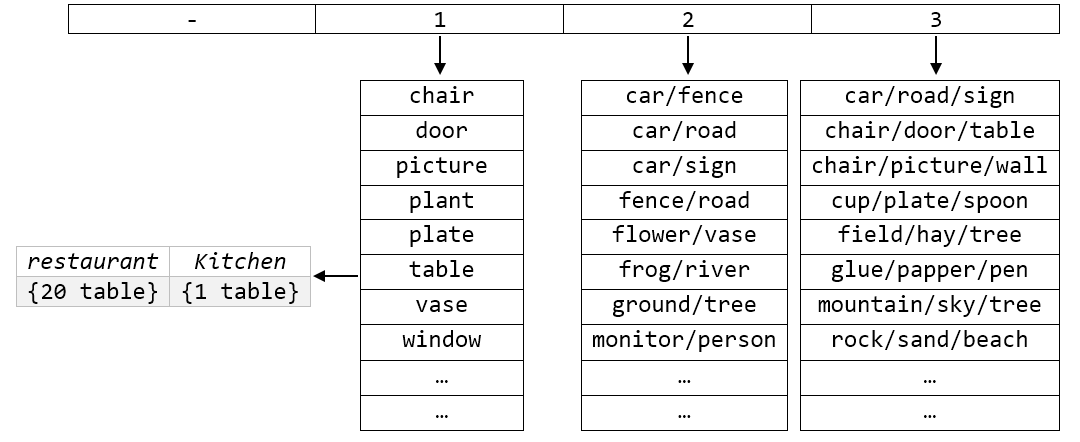 - 1 2 3
chair car/fence car/road/sign
door car/road chair/door/table
picture car/sign chair/picture/wall
plant fence/road cup/plate/spoon
plate flower/vase field/hay/tree
restaurant Kitchen table frog/river glue/papper/pen
{20 table} {1 table} vase ground/tree mountain/sky/tree
window monitor/person rock/sand/beach
… … …
… … …